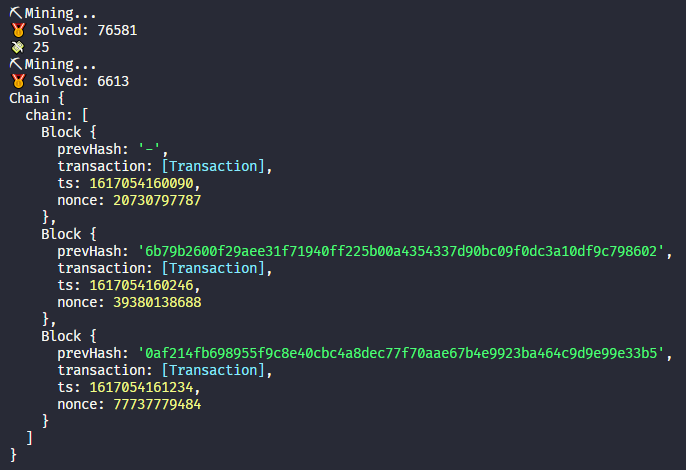 ⛏Mining...
🏅 Solved: 76581
💸 25
⛏Mining...
🏅 Solved: 6613
Chain {
  chain: [
    Block {
      prevHash: '-',
      transaction: [Transaction],
      ts: 1617054160090,
      nonce: 20730797787
    },
    Block {
      prevHash: '6b79b2600f29aee31f71940ff225b00a4354337d90bc09f0dc3a10df9c798602',
      transaction: [Transaction],
      ts: 1617054160246,
      nonce: 39380138688
    },
    Block {
      prevHash: '0af214fb698955f9c8e40cbc4a8dec77f70aae67b4e9923ba464c9d9e99e33b5',
      transaction: [Transaction],
      ts: 1617054161234,
      nonce: 77737779484
    }
  ]
}